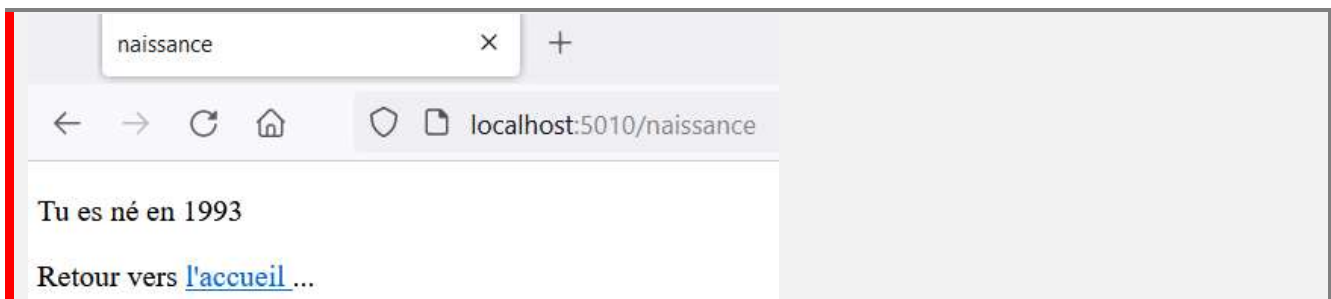 naissance
localhost:5010/naissance
Tu es né en 1993
Retour vers l'accueil ...